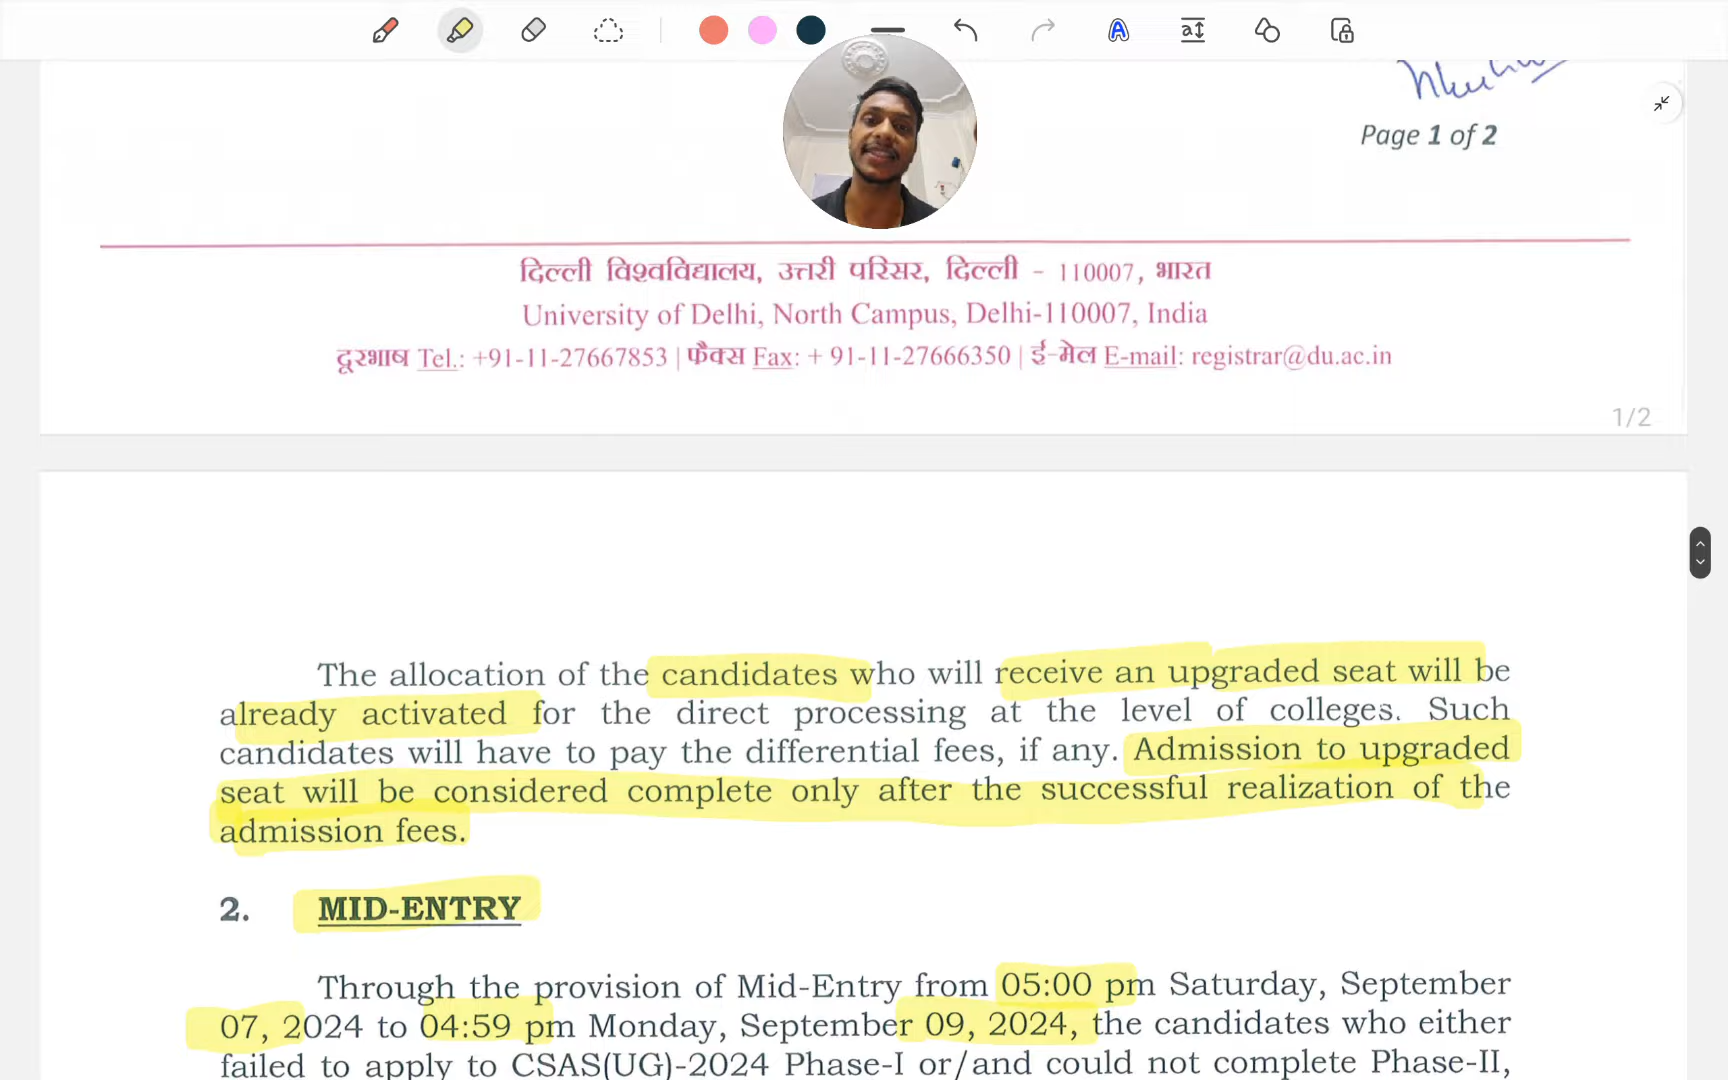 Page 1 of 2
दिल्ली विश्वविद्यालय, उत्तरी परिसर, दिल्ली - 110007, भारत
University of Delhi, North Campus, Delhi-110007, India
दूरभाष Tel.: +91-11-27667853 | फैक्स Fax: + 91-11-27666350 | ई-मेल E-mail: registrar@du.ac.in
1/2
The allocation of the candidates who will receive an upgraded seat will be
already activated for the direct processing at the level of colleges. Such
candidates will have to pay the differential fees, if any. Admission to upgraded
seat will be considered complete only after the successful realization of the
admission fees.
2. MID-ENTRY
Through the provision of Mid-Entry from 05:00 pm Saturday, September
07, 2024 to 04:59 pm Monday, September 09, 2024, the candidates who either
failed to apply to CSAS(UG)-2024 Phase-I or/and could not complete Phase-II,